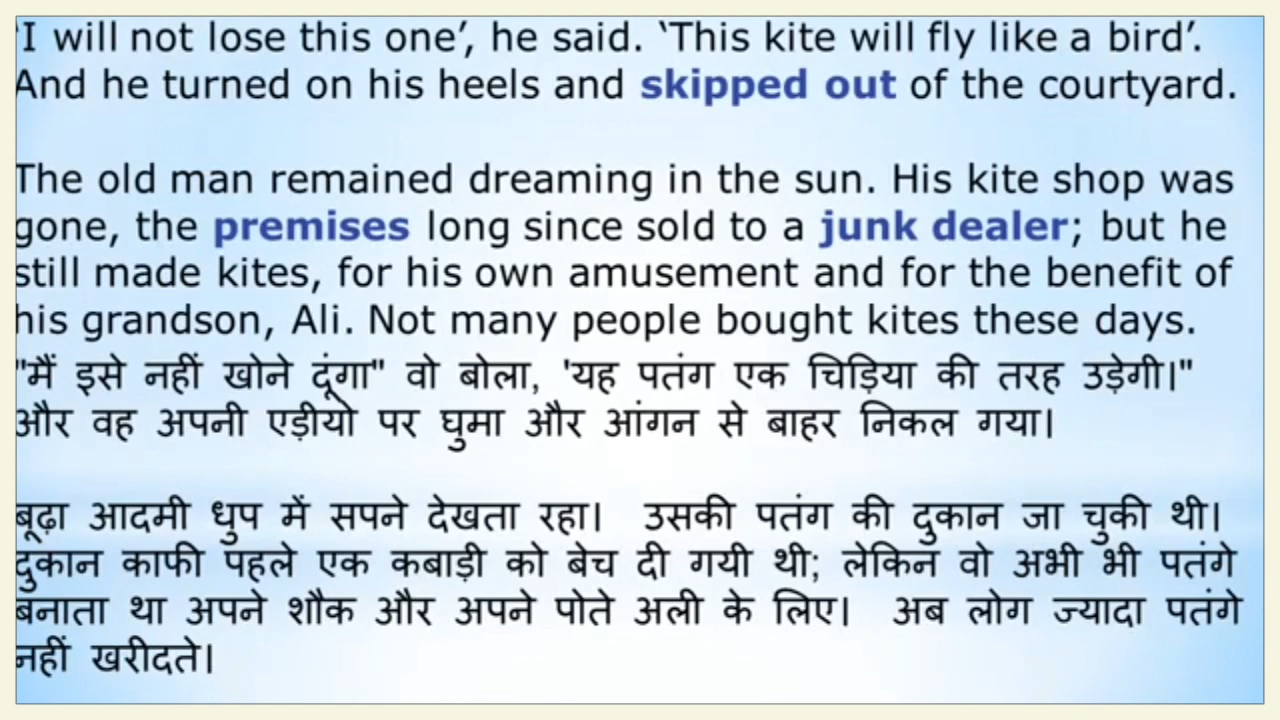 'I will not lose this one', he said. 'This kite will fly like a bird'.
And he turned on his heels and skipped out of the courtyard.
The old man remained dreaming in the sun. His kite shop was
gone, the premises long since sold to a junk dealer; but he
still made kites, for his own amusement and for the benefit of
his grandson, Ali. Not many people bought kites these days.
"मैं इसे नहीं खोने दूंगा" वो बोला, 'यह पतंग एक चिड़िया की तरह उड़ेगी।"
और वह अपनी एड़ीयो पर घुमा और आंगन से बाहर निकल गया।
बूढ़ा आदमी धुप में सपने देखता रहा। उसकी पतंग की दुकान जा चुकी थी।
दुकान काफी पहले एक कबाड़ी को बेच दी गयी थी; लेकिन वो अभी भी पतंगे
बनाता था अपने शौक और अपने पोते अली के लिए। अब लोग ज्यादा पतंगे
नहीं खरीदते।